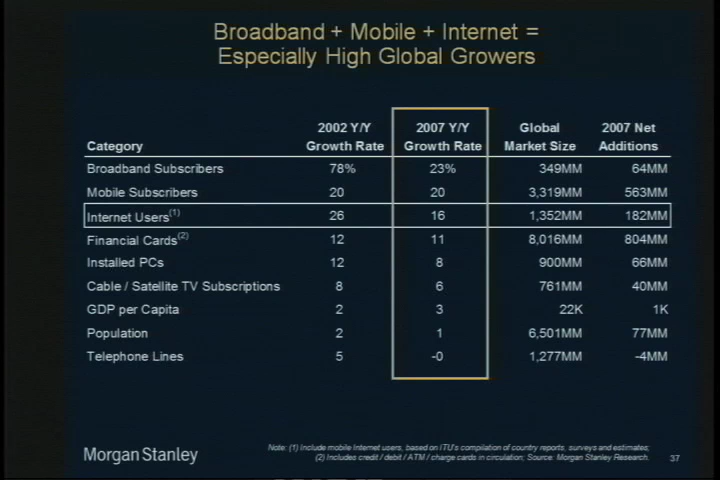 Broadband + Mobile + Internet =
Especially High Global Growers
2002 Y/Y 2007 Y/Y Global 2007 Net
Category Growth Rate Growth Rate Market Size Additions
Broadband Subscribers 78% 23% 349MM 64MM
Mobile Subscribers 20 20 3,319MM 563MM
Internet Users(1) 26 16 1,352MM 182MM
Financial Cards(2) 12 11 8,016MM 804MM
Installed PCs 12 8 900MM 66MM
Cable / Satellite TV Subscriptions 8 6 761MM 40MM
GDP per Capita 2 3 22K 1K
Population 2 1 6,501MM 77MM
Telephone Lines 5 -0 1,277MM -4MM
Morgan Stanley
Note: (1) Include mobile Internet users, based on ITU's compilation of country reports, surveys and estimates;
(2) Includes credit / debit / ATM / charge cards in circulation; Source: Morgan Stanley Research.
37